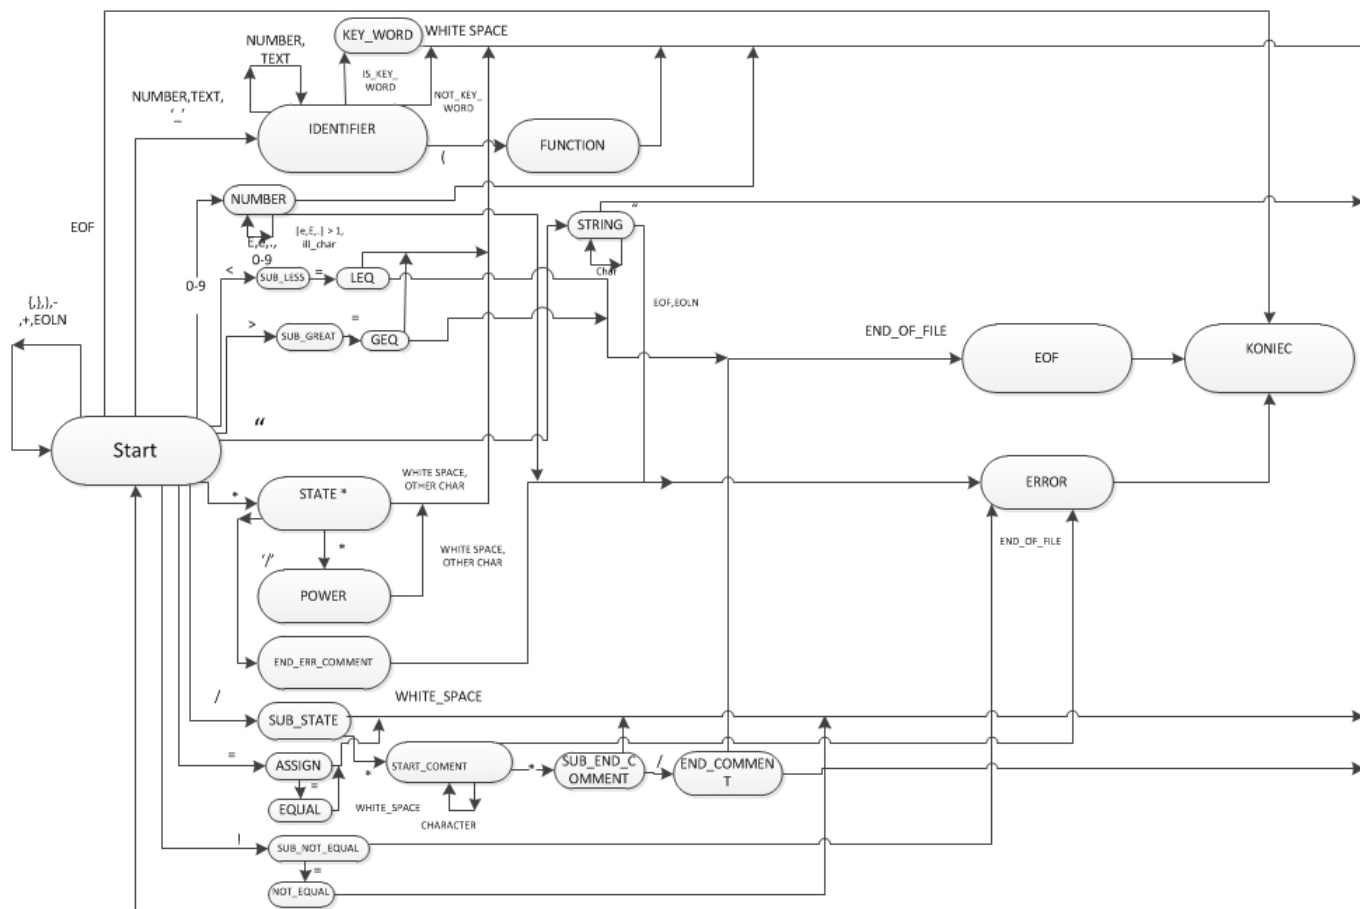 KEY_WORD
WHITE SPACE
NUMBER,
TEXT
IS_KEY_
WORD
NOT_KEY_
WORD
NUMBER,TEXT,
‘_’
IDENTIFIER
(
FUNCTION
NUMBER
EOF
|e,E,..| > 1,
ill_char
E,e,.,
0-9
“
STRING
Char
0-9
<
SUB_LESS
=
LEQ
EOF,EOLN
{,},),-
,+,EOLN
>
SUB_GREAT
=
GEQ
END_OF_FILE
EOF
KONIEC
“
Start
*
STATE *
WHITE SPACE,
OTHER CHAR
ERROR
END_OF_FILE
*
‘/’
WHITE SPACE,
OTHER CHAR
POWER
END_ERR_COMMENT
/
SUB_STATE
WHITE_SPACE
=
ASSIGN
*
START_COMENT
*
SUB_END_C
OMMENT
/
END_COMMEN
T
=
EQUAL
WHITE_SPACE
CHARACTER
!
SUB_NOT_EQUAL
=
NOT_EQUAL